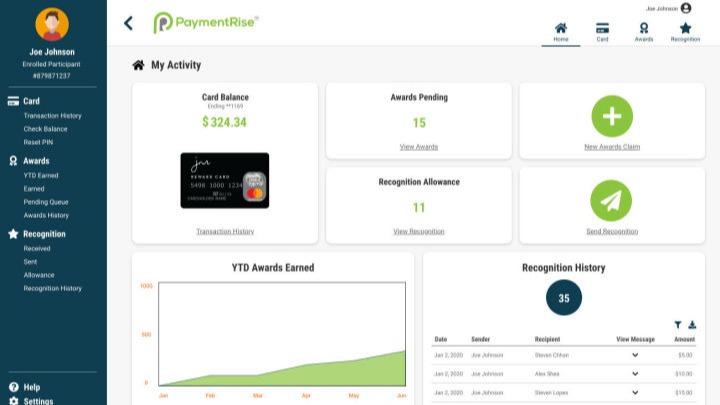 Joe Johnson
PaymentRise
Home
Card
Awards
Recognition
Joe Johnson
Enrolled Participant
#879871237
Card
Transaction History
Check Balance
Reset PIN
Awards
YTD Earned
Earned
Pending Queue
Awards History
Recognition
Received
Sent
Allowance
Recognition History
Help
Settings
My Activity
Card Balance
Ending **1169
$324.34
REWARD CARD
5498 1000 1234
CARDHOLDER NAME
Transaction History
Awards Pending
15
View Awards
New Awards Claim
Recognition Allowance
11
View Recognition
Send Recognition
YTD Awards Earned
1000
500
0
Jan Feb Mar Apr May Jun
Recognition History
35
Date Sender Recipient View Message Amount
Jan 2, 2020 Joe Johnson Steven Chhan $5.00
Jan 2, 2020 Joe Johnson Alex Shea $10.00
Jan 2, 2020 Joe Johnson Steven Lopes $15.00